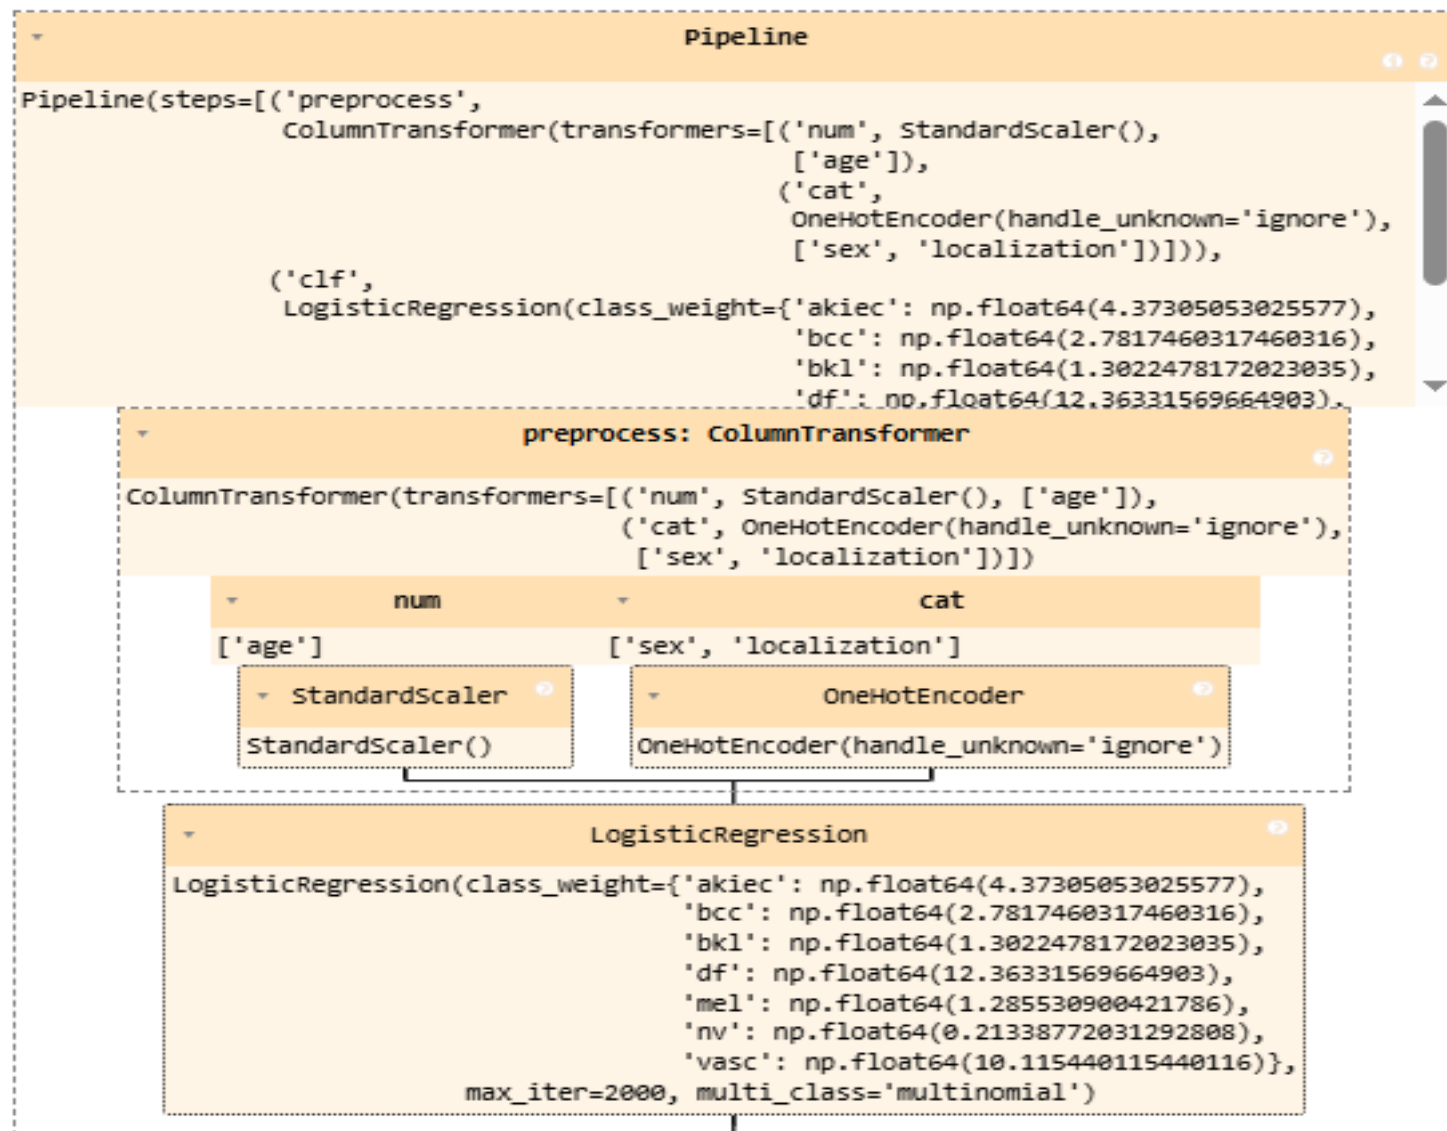 Pipeline
Pipeline(steps=[('preprocess',
ColumnTransformer(transformers=[('num', StandardScaler(),
['age']),
('cat',
OneHotEncoder(handle_unknown='ignore'),
['sex', 'localization'])])),
('clf',
LogisticRegression(class_weight={'akiec': np.float64(4.37305053025577),
'bcc': np.float64(2.7817460317460316),
'bkl': np.float64(1.3022478172023035),
'df': np.float64(12.36331569664903),
preprocess: ColumnTransformer
ColumnTransformer(transformers=[('num', StandardScaler(), ['age']),
('cat', OneHotEncoder(handle_unknown='ignore'),
['sex', 'localization'])])
num cat
['age'] ['sex', 'localization']
StandardScaler ? OneHotEncoder ?
StandardScaler() OneHotEncoder(handle_unknown='ignore')
LogisticRegression ?
LogisticRegression(class_weight={'akiec': np.float64(4.37305053025577),
'bcc': np.float64(2.7817460317460316),
'bkl': np.float64(1.3022478172023035),
'df': np.float64(12.36331569664903),
'mel': np.float64(1.285530900421786),
'nv': np.float64(0.21338772031292808),
'vasc': np.float64(10.115440115440116)},
max_iter=2000, multi_class='multinomial')